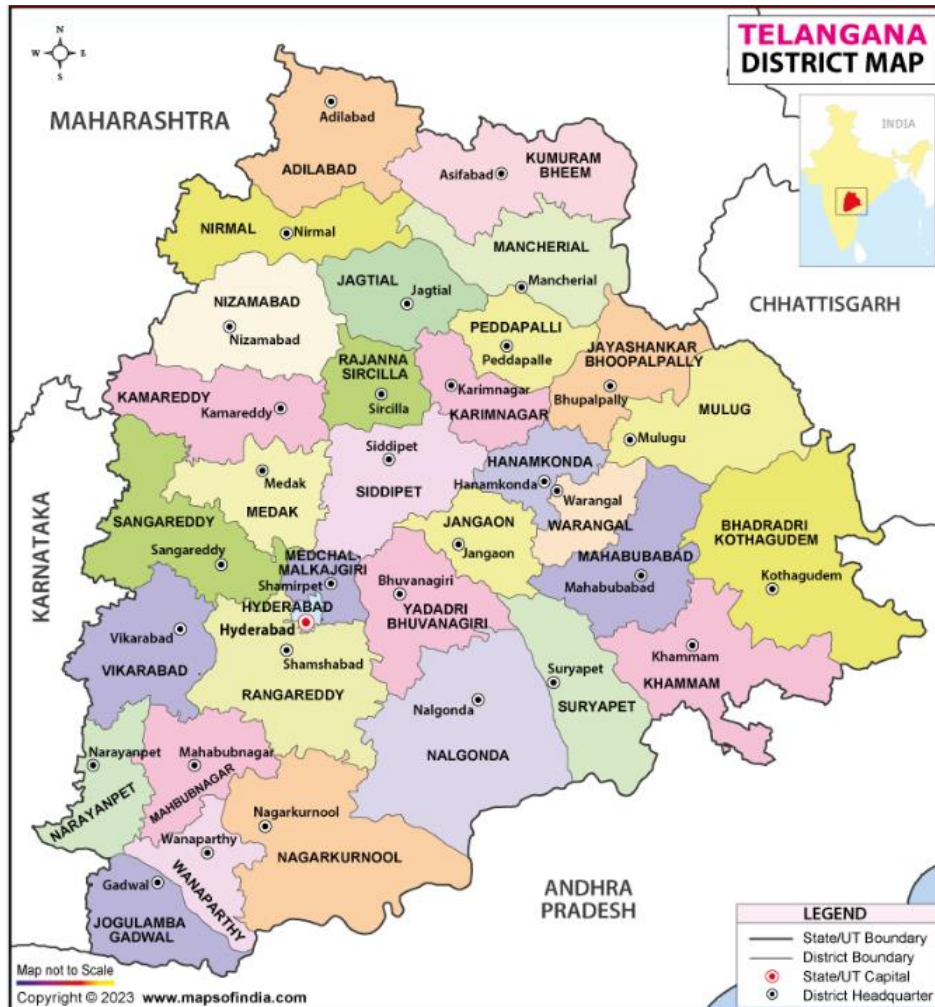 TELANGANA
DISTRICT MAP
N
W E
S
INDIA
MAHARASHTRA
Adilabad
ADILABAD
KUMURAM
BHEEM
Asifabad
NIRMAL
Nirmal
MANCHERIAL
Mancherial
JAGTIAL
Jagtial
NIZAMABAD
Nizamabad
CHHATTISGARH
PEDDAPALLI
Peddapalle
JAYASHANKAR
BHOOPALPALLY
Bhupalpally
RAJANNA
SIRCILLA
Sircilla
Karimnagar
KARIMNAGAR
KAMAREDDY
Kamareddy
MULUG
Mulugu
Siddipet
SIDDIPET
HANAMKONDA
Hanamkonda
Warangal
WARANGAL
Medak
MEDAK
SANGAREDDY
Sangareddy
KARNATAKA
JANGAON
Jangaon
BHADRADRI
KOTHAGUDEM
Kothagudem
MAHABUBABAD
Mahabubabad
MEDCHAL-
MALKAJGIRI
Shamirpet
Bhuvanagiri
YADADRI
BHUVANAGIRI
HYDERABAD
Hyderabad
Vikarabad
VIKARABAD
Shamshabad
RANGAREDDY
Khammam
KHAMMAM
Suryapet
SURYAPET
Nalgonda
NALGONDA
Narayanpet
NARAYANPET
Mahabubnagar
MAHBUBNAGAR
Nagarkurnool
NAGARKURNOOL
Wanaparthy
WANAPARTHY
Gadwal
JOGULAMBA
GADWAL
ANDHRA
PRADESH
LEGEND
State/UT Boundary
District Boundary
State/UT Capital
District Headquarter
Map not to Scale
Copyright © 2023 www.mapsofindia.com